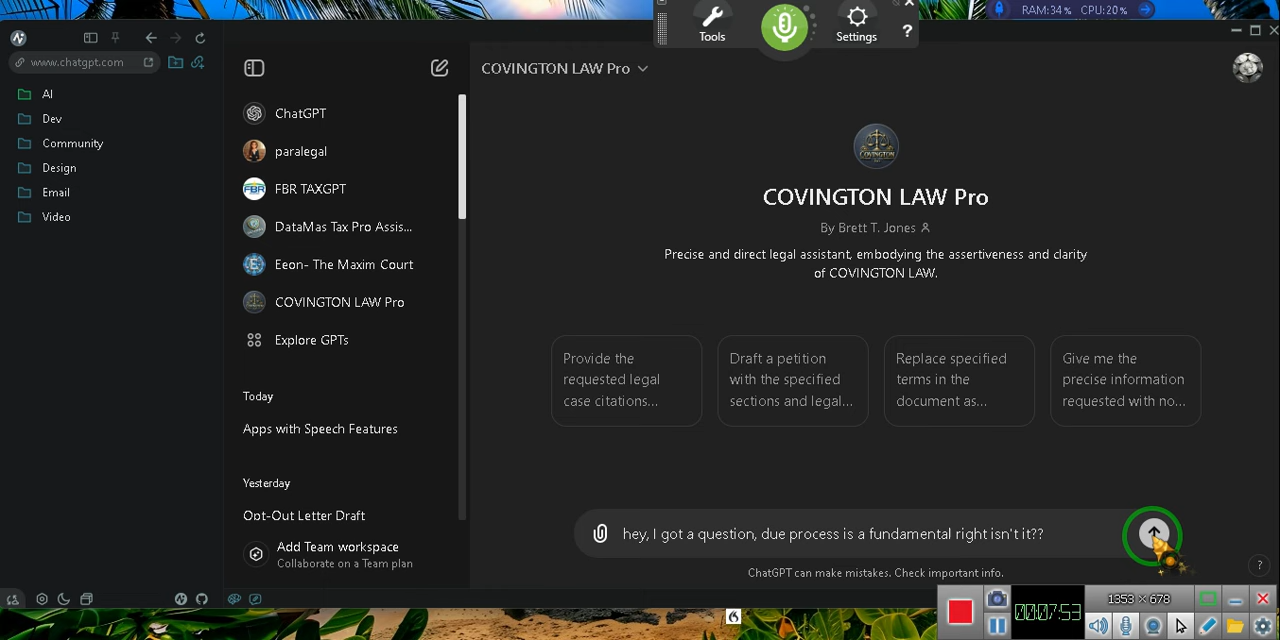 RAM:34% CPU:20%
Tools
Settings
?
www.chatgpt.com
AI
Dev
Community
Design
Email
Video
ChatGPT
paralegal
FBR TAXGPT
DataMas Tax Pro Assis...
Eeon- The Maxim Court
COVINGTON LAW Pro
Explore GPTs
Today
Apps with Speech Features
Yesterday
Opt-Out Letter Draft
Add Team workspace
Collaborate on a Team plan
COVINGTON LAW Pro
COVINGTON
COVINGTON LAW Pro
By Brett T. Jones
Precise and direct legal assistant, embodying the assertiveness and clarity
of COVINGTON LAW.
Provide the
requested legal
case citations...
Draft a petition
with the specified
sections and legal...
Replace specified
terms in the
document as...
Give me the
precise information
requested with no...
hey, I got a question, due process is a fundamental right isn't it??
ChatGPT can make mistakes. Check important info.
?
00:07:53
1353 × 678